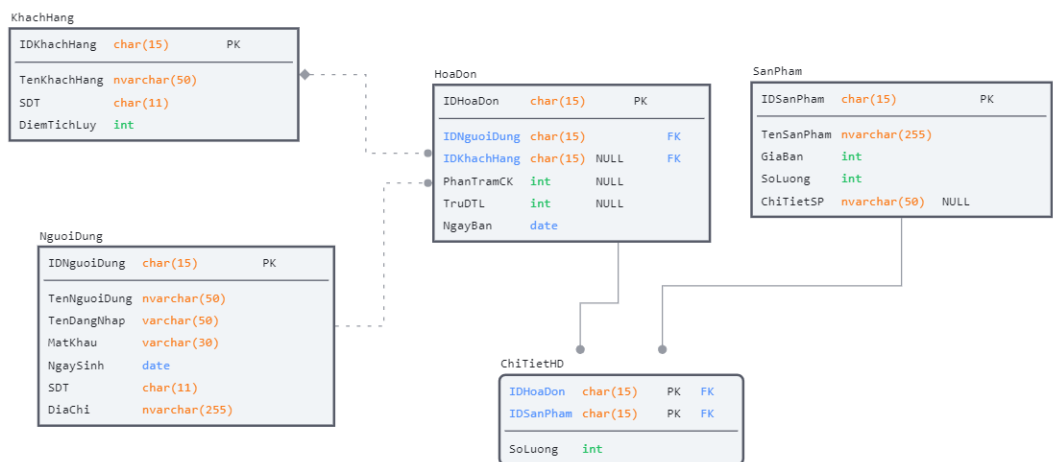 KhachHang
IDKhachHang char(15) PK
TenKhachHang nvarchar(50)
SDT char(11)
DiemTichLuy int
HoaDon
IDHoaDon char(15) PK
IDNguoiDung char(15) FK
IDKhachHang char(15) NULL FK
PhanTramCK int NULL
TruDTL int NULL
NgayBan date
SanPham
IDSanPham char(15) PK
TenSanPham nvarchar(255)
GiaBan int
SoLuong int
ChiTietSP nvarchar(50) NULL
NguoiDung
IDNguoiDung char(15) PK
TenNguoiDung nvarchar(50)
TenDangNhap varchar(50)
MatKhau varchar(30)
NgaySinh date
SDT char(11)
DiaChi nvarchar(255)
ChiTietHD
IDHoaDon char(15) PK FK
IDSanPham char(15) PK FK
SoLuong int